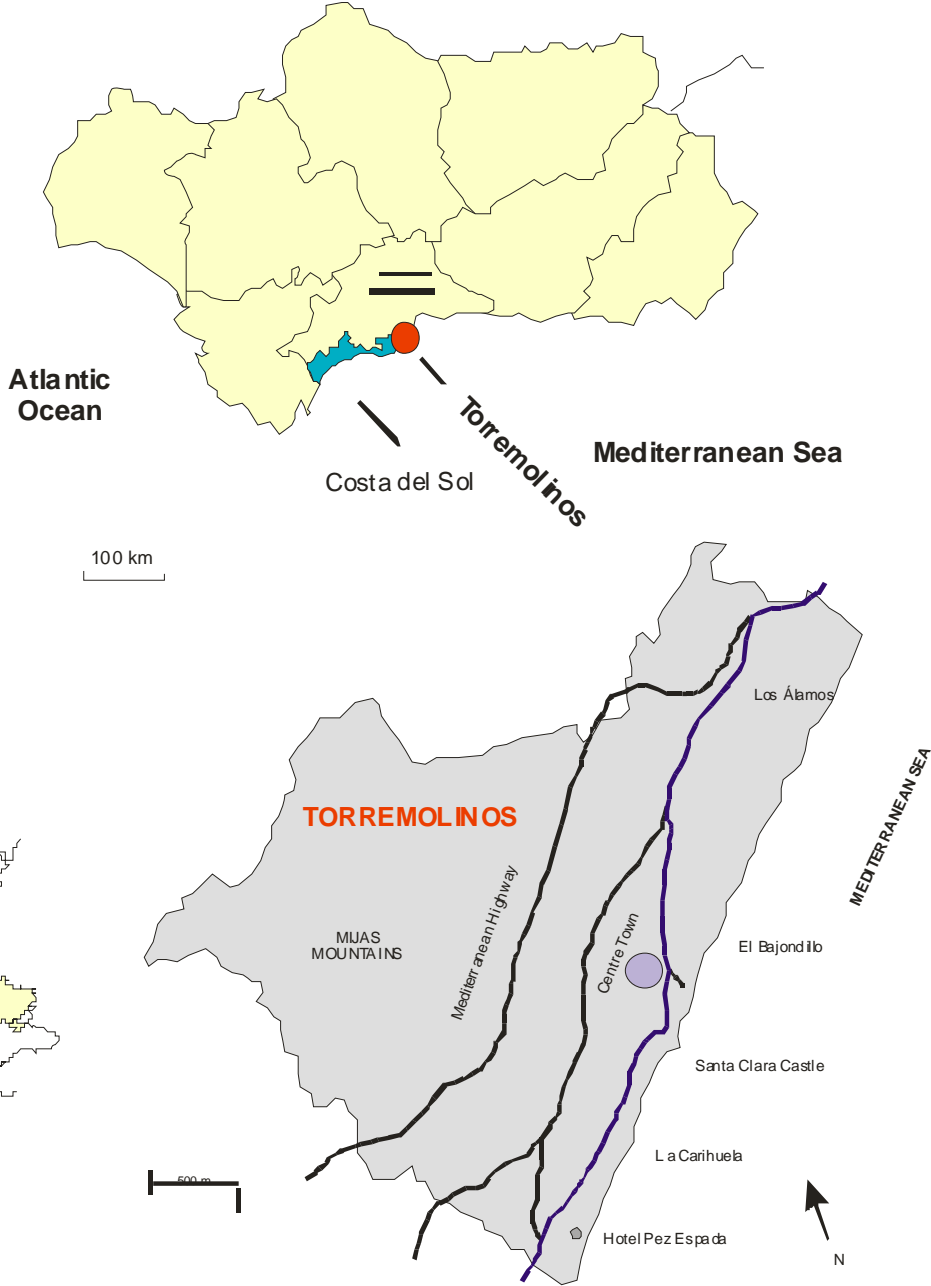 Atlantic
Ocean
Torremolinos
Mediterranean Sea
Costa del Sol
100 km
Los Álamos
TORREMOLINOS
MEDITERRANEAN SEA
Mediterranean Highway
Centre Town
MIJAS
MOUNTAINS
El Bajondillo
Santa Clara Castle
La Carihuela
500 m
Hotel Pez Espada
N